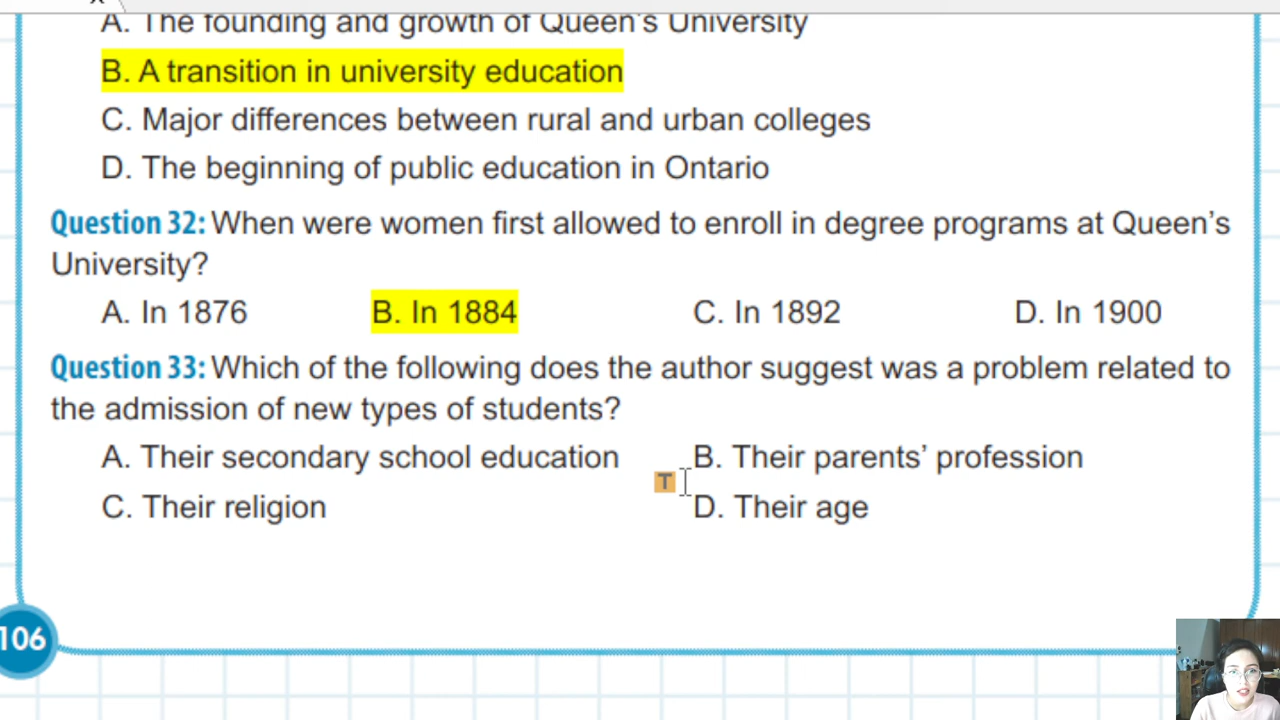 A. The founding and growth of Queen's University
B. A transition in university education
C. Major differences between rural and urban colleges
D. The beginning of public education in Ontario
Question 32: When were women first allowed to enroll in degree programs at Queen's
University?
A. In 1876 B. In 1884 C. In 1892 D. In 1900
Question 33: Which of the following does the author suggest was a problem related to
the admission of new types of students?
A. Their secondary school education B. Their parents' profession
T
C. Their religion D. Their age
106